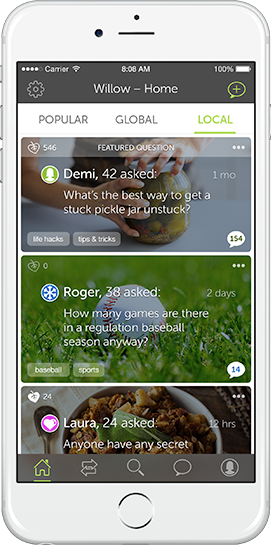 Carrier 8:08 AM 100%
Willow – Home
POPULAR GLOBAL LOCAL
546 FEATURED QUESTION
Demi, 42 asked: 1 mo
What's the best way to get a
stuck pickle jar unstuck?
life hacks tips & tricks 154
0
Roger, 38 asked: 2 days
How many games are there
in a regulation baseball
season anyway?
baseball sports 14
24
Laura, 24 asked: 12 hrs
Anyone have any secret